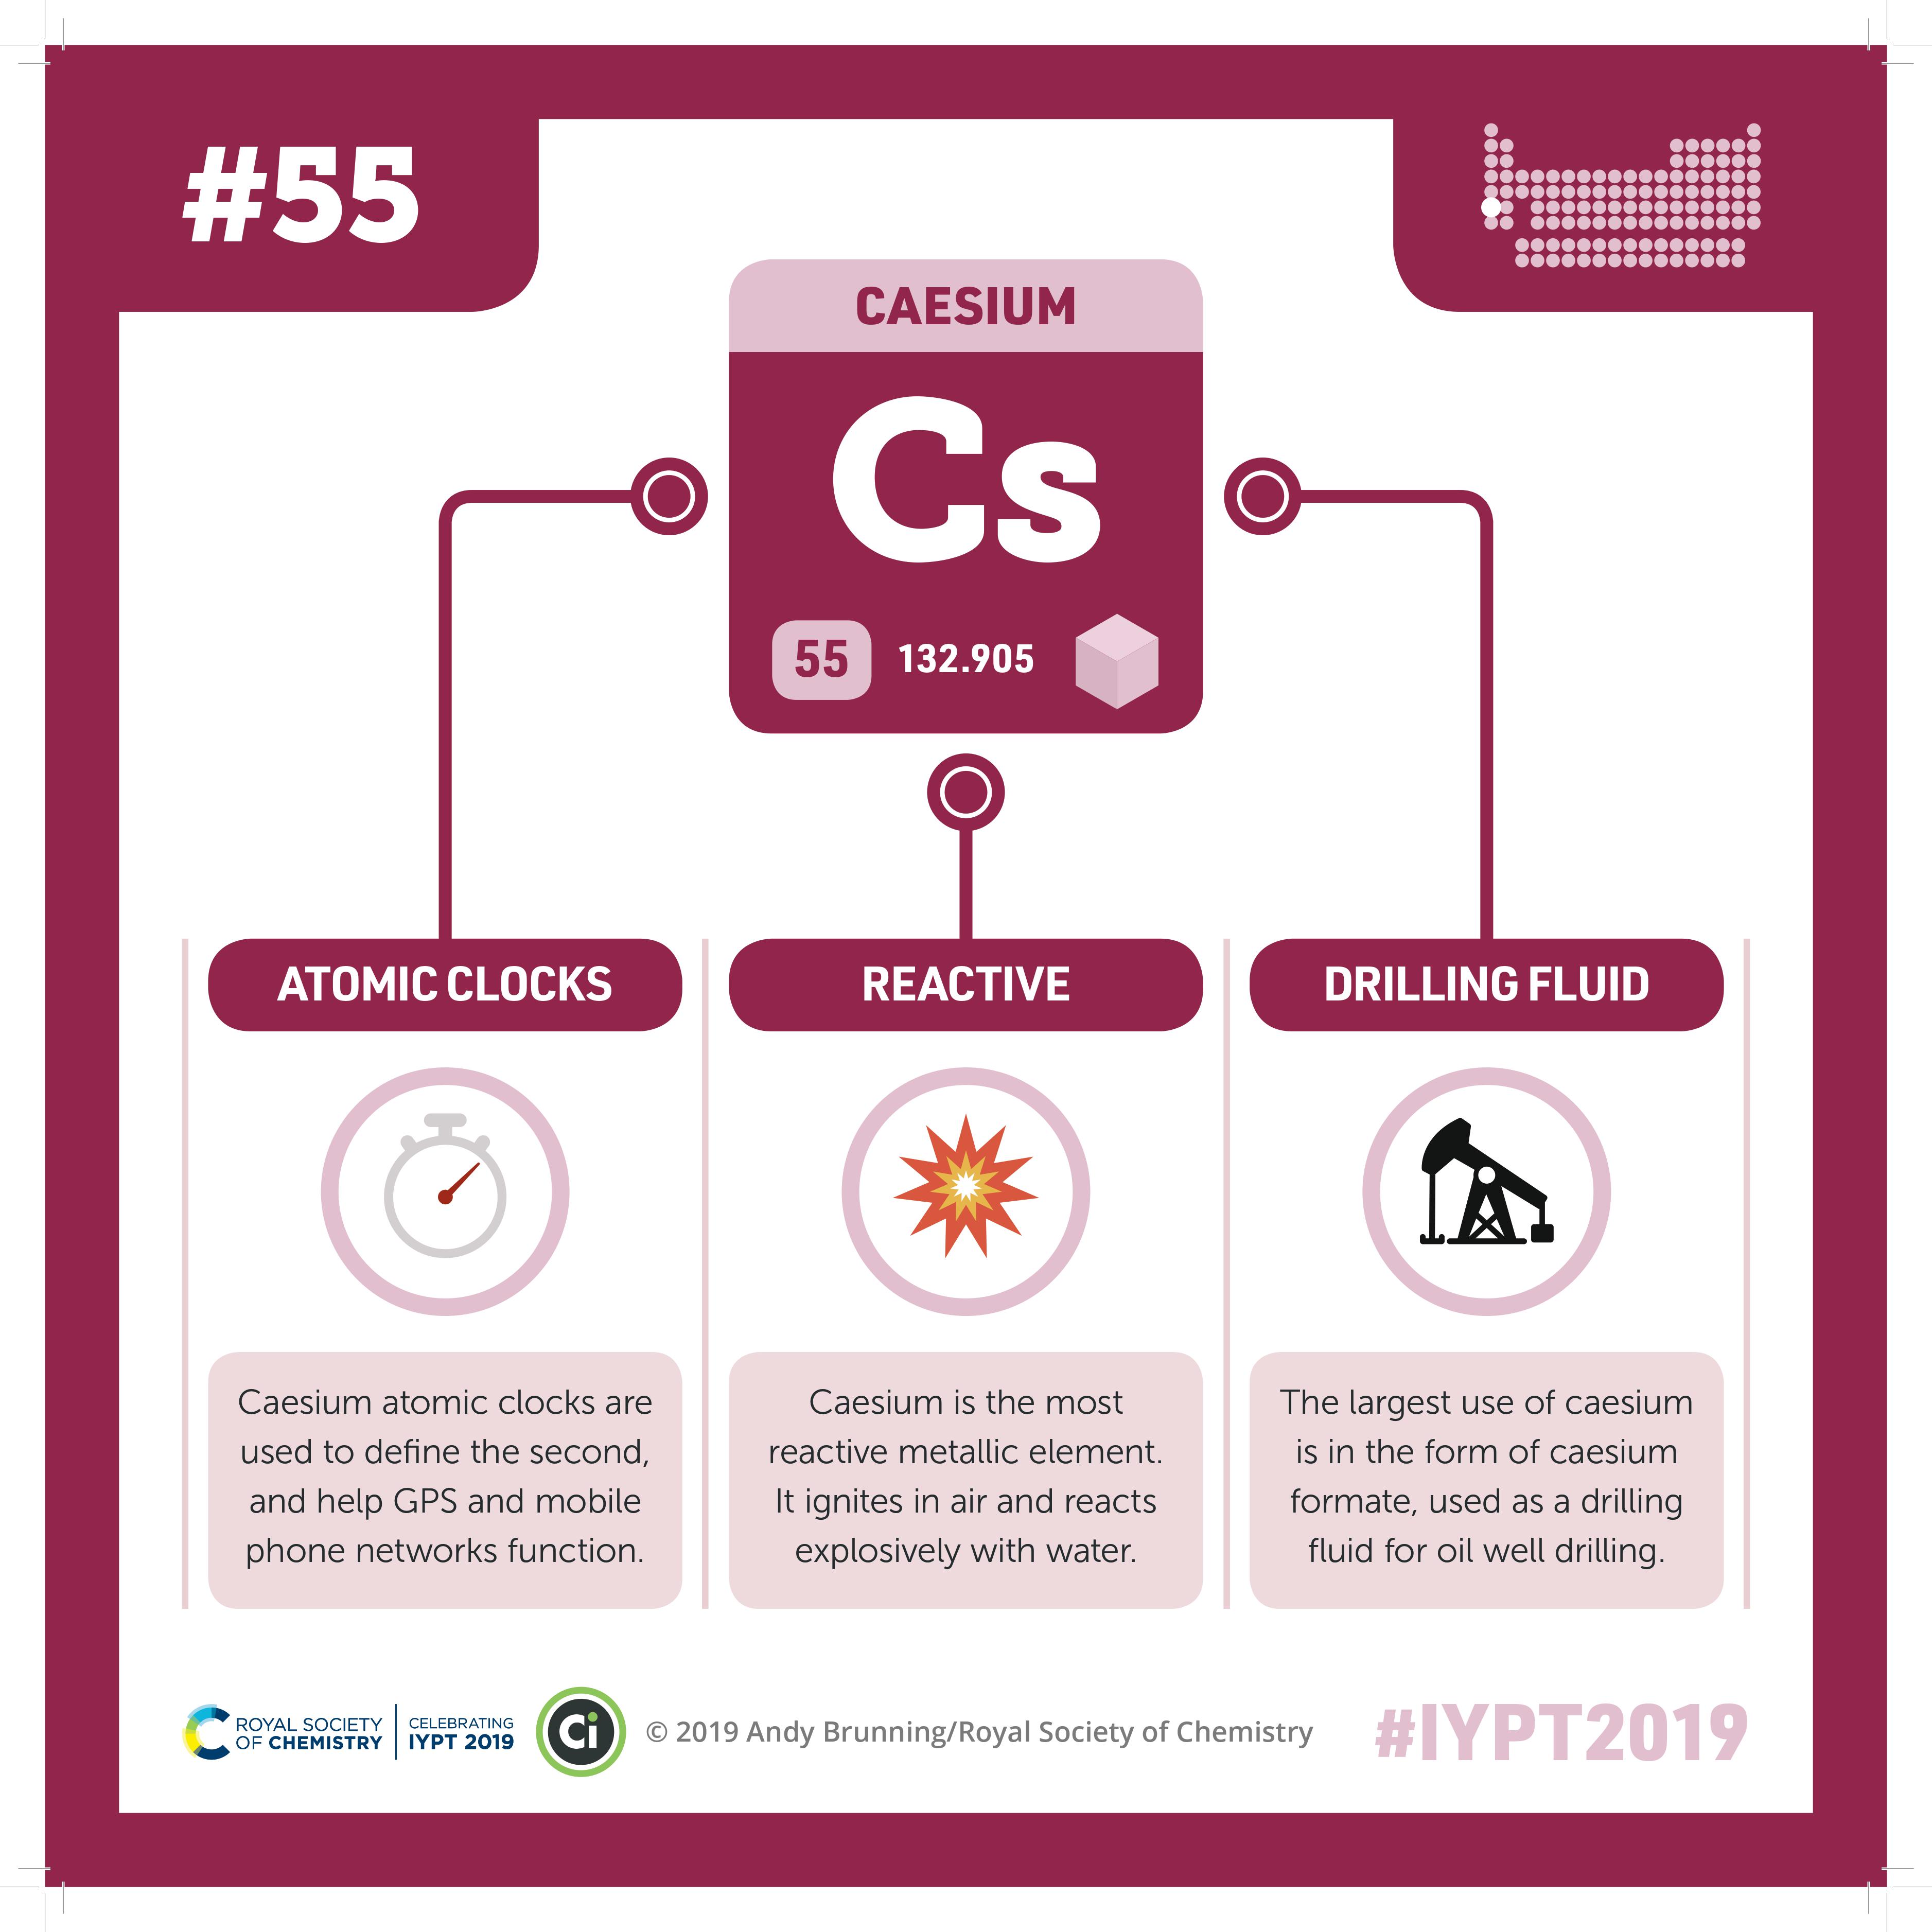 #55
CAESIUM
Cs
55 132.905
ATOMIC CLOCKS
Caesium atomic clocks are
used to define the second,
and help GPS and mobile
phone networks function.
REACTIVE
Caesium is the most
reactive metallic element.
It ignites in air and reacts
explosively with water.
DRILLING FLUID
The largest use of caesium
is in the form of caesium
formate, used as a drilling
fluid for oil well drilling.
ROYAL SOCIETY
OF CHEMISTRY
CELEBRATING
IYPT 2019
Ci
© 2019 Andy Brunning/Royal Society of Chemistry
#IYPT2019